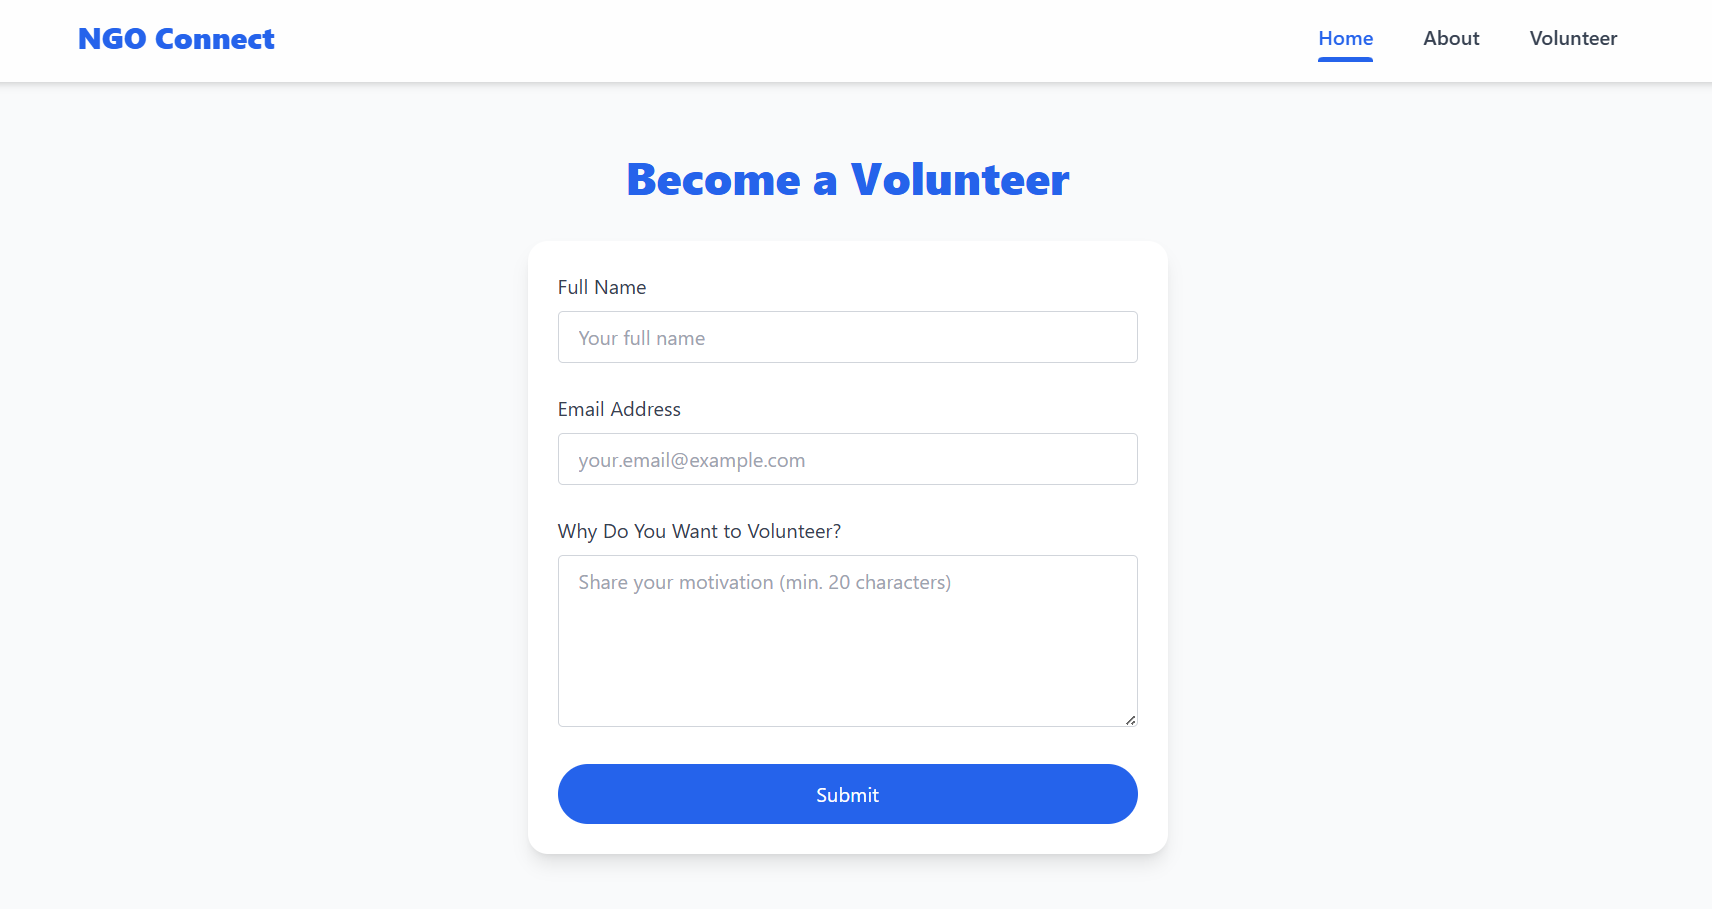 NGO Connect
Home About Volunteer
Become a Volunteer
Full Name
Your full name
Email Address
your.email@example.com
Why Do You Want to Volunteer?
Share your motivation (min. 20 characters)
Submit